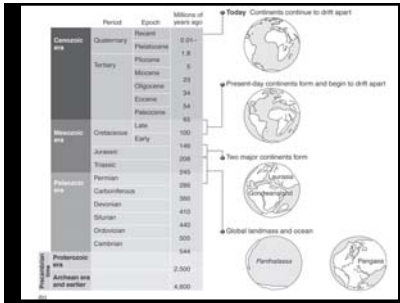 Period Epoch Millions of years ago
Cenozoic era
Quaternary
Recent
Pleistocene 0.01–
1.8
Tertiary
Pliocene
5
Miocene
23
Oligocene
34
Eocene
54
Paleocene
65
Mesozoic era
Cretaceous
Late
100
Early
146
Jurassic
208
Triassic
245
Paleozoic era
Permian
286
Carboniferous
360
Devonian
410
Silurian
440
Ordovician
505
Cambrian
544
Precambrian time
Proterozoic era
2,500
Archean era and earlier
4,600
Today Continents continue to drift apart
Present-day continents form and begin to drift apart
Two major continents form
Laurasia
Gondwanaland
Global landmass and ocean
Panthalassa
Pangaea